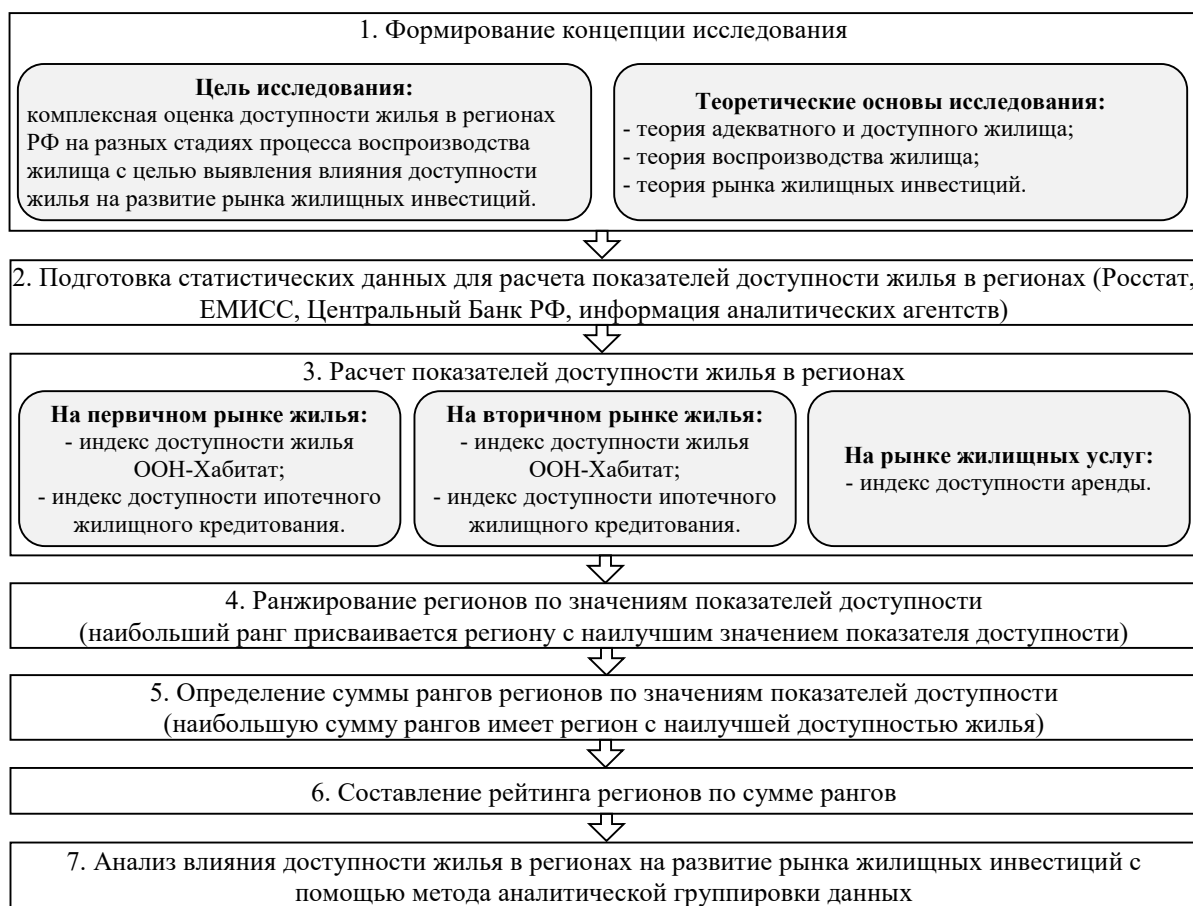 1. Формирование концепции исследования
Цель исследования:
комплексная оценка доступности жилья в регионах
РФ на разных стадиях процесса воспроизводства
жилища с целью выявления влияния доступности
жилья на развитие рынка жилищных инвестиций.
Теоретические основы исследования:
- теория адекватного и доступного жилища;
- теория воспроизводства жилища;
- теория рынка жилищных инвестиций.
2. Подготовка статистических данных для расчета показателей доступности жилья в регионах (Росстат,
ЕМИСС, Центральный Банк РФ, информация аналитических агентств)
3. Расчет показателей доступности жилья в регионах
На первичном рынке жилья:
- индекс доступности жилья
ООН-Хабитат;
- индекс доступности ипотечного
жилищного кредитования.
На вторичном рынке жилья:
- индекс доступности жилья
ООН-Хабитат;
- индекс доступности ипотечного
жилищного кредитования.
На рынке жилищных услуг:
- индекс доступности аренды.
4. Ранжирование регионов по значениям показателей доступности
(наибольший ранг присваивается региону с наилучшим значением показателя доступности)
5. Определение суммы рангов регионов по значениям показателей доступности
(наибольшую сумму рангов имеет регион с наилучшей доступностью жилья)
6. Составление рейтинга регионов по сумме рангов
7. Анализ влияния доступности жилья в регионах на развитие рынка жилищных инвестиций с
помощью метода аналитической группировки данных